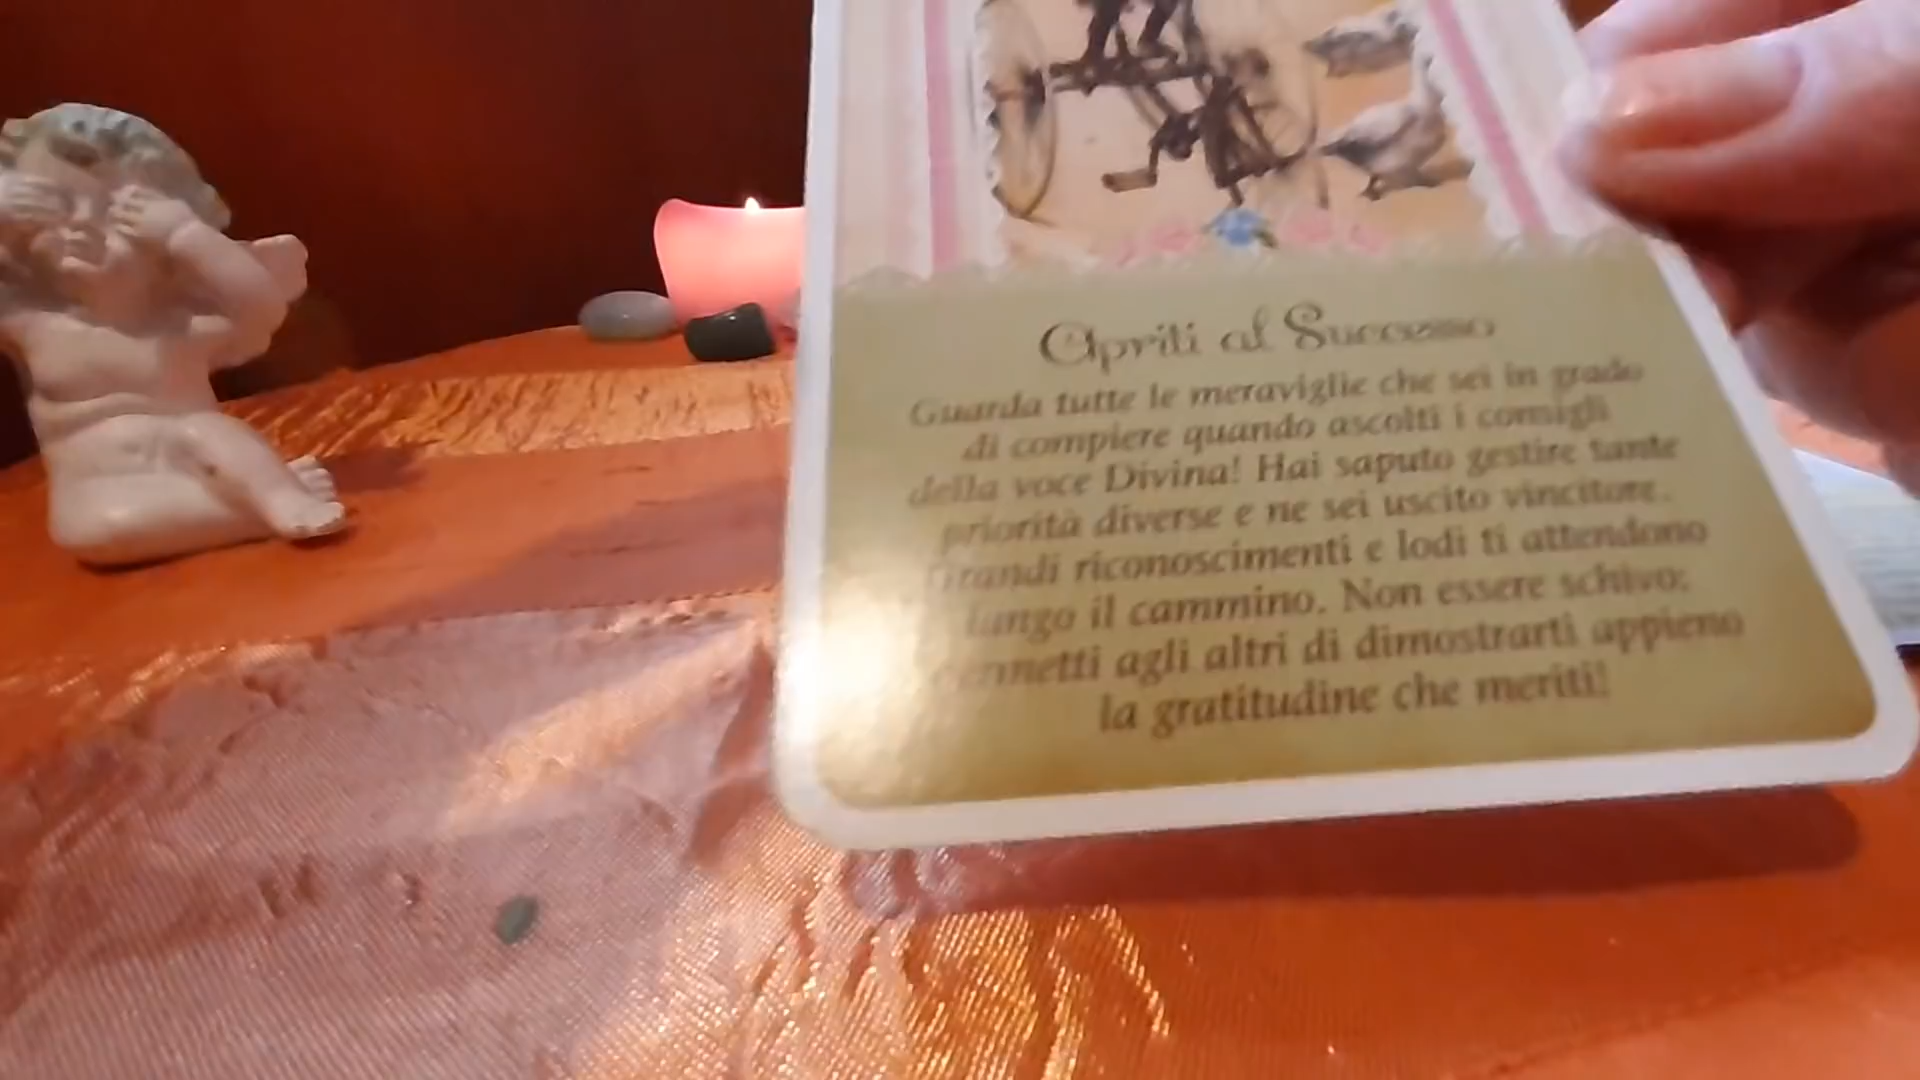 Apriti al Successo
Guarda tutte le meraviglie che sei in grado
di compiere quando ascolti i consigli
della voce Divina! Hai saputo gestire tante
priorità diverse e ne sei uscito vincitore.
Grandi riconoscimenti e lodi ti attendono
lungo il cammino. Non essere schivo:
permetti agli altri di dimostrarti appieno
la gratitudine che meriti!